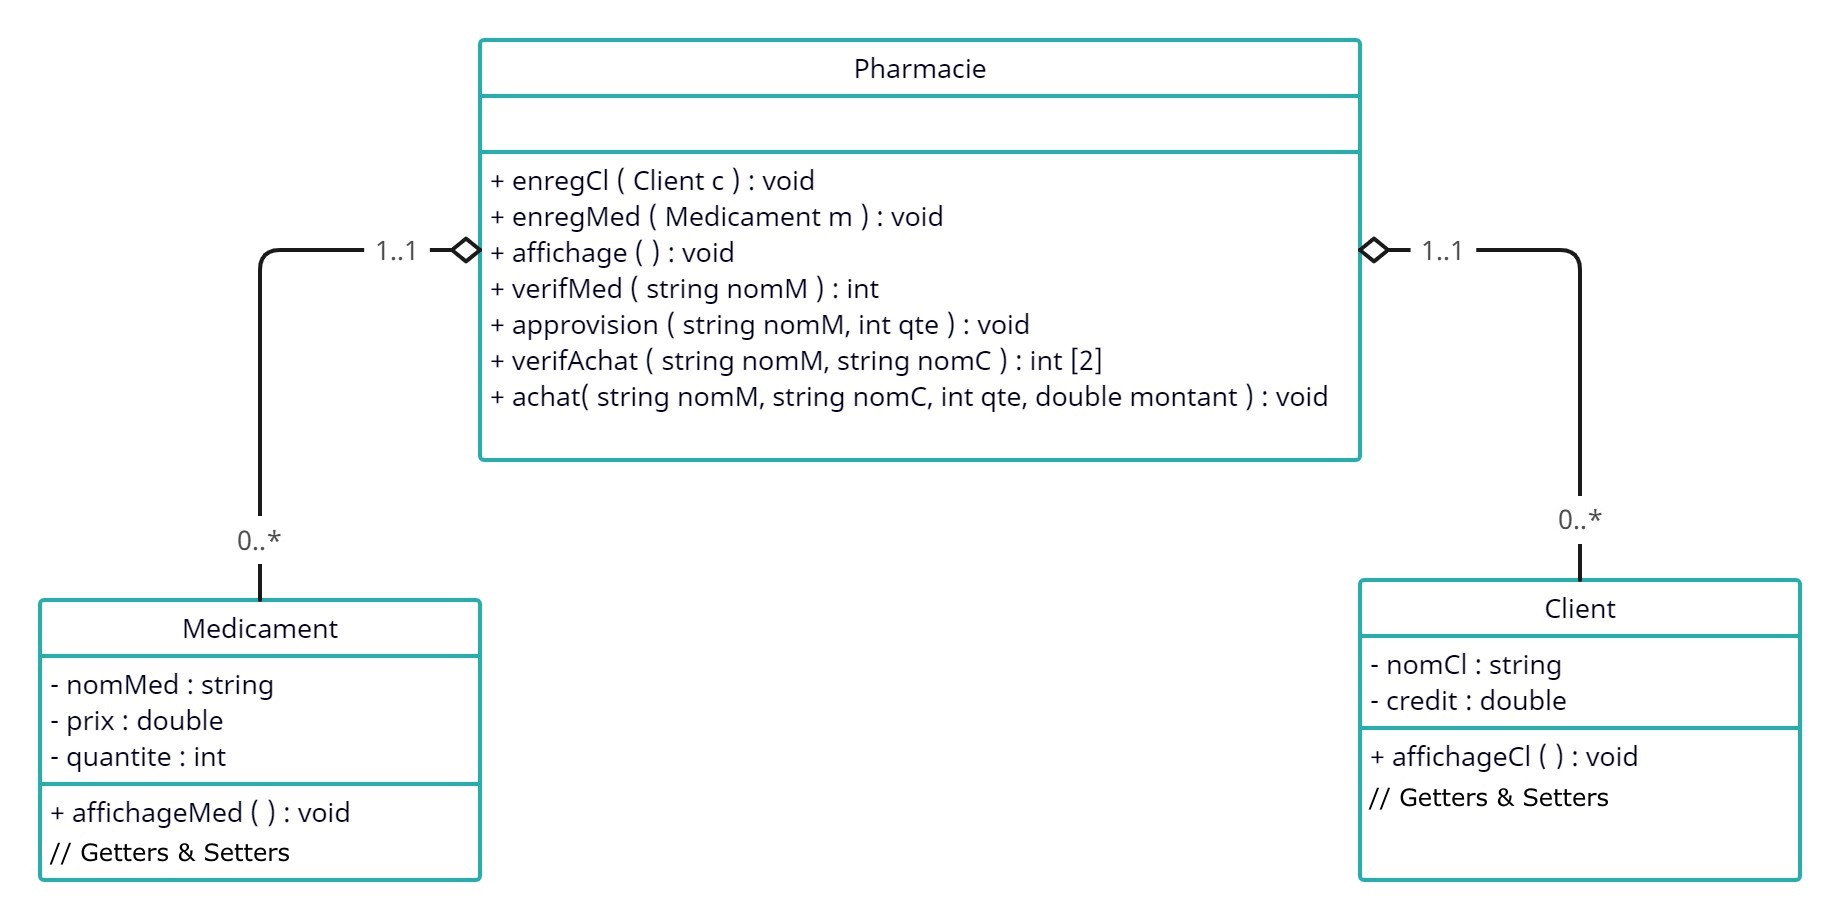 Pharmacie
+ enregCl ( Client c ) : void
+ enregMed ( Medicament m ) : void
+ affichage ( ) : void
+ verifMed ( string nomM ) : int
+ approvision ( string nomM, int qte ) : void
+ verifAchat ( string nomM, string nomC ) : int [2]
+ achat( string nomM, string nomC, int qte, double montant ) : void
1..1
1..1
0..*
0..*
Medicament
- nomMed : string
- prix : double
- quantite : int
+ affichageMed ( ) : void
// Getters & Setters
Client
- nomCl : string
- credit : double
+ affichageCl ( ) : void
// Getters & Setters